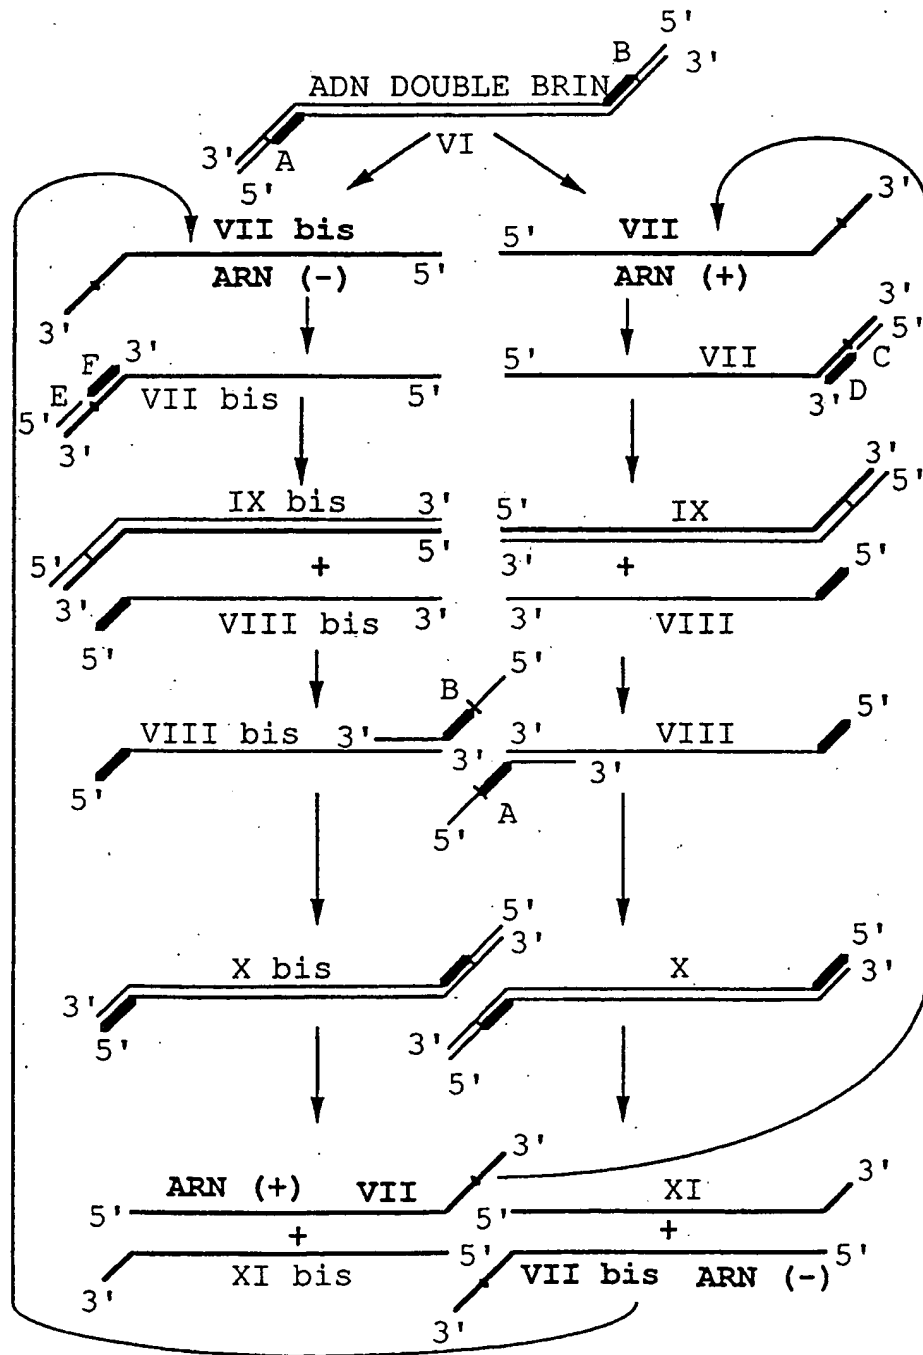 5'
B
3'
ADN DOUBLE BRIN
3'
A
VI
5'
3'
VII bis
5'
VII
ARN (-)
5'
ARN (+)
3'
3'
F
3'
5'
5'
VII
C
E
VII bis
5'
D
5'
3'
3'
3'
IX bis
3'
5'
IX
5'
5'
5'
3'
+
3'
+
5'
VIII bis
3'
3'
VIII
5'
5'
B
5'
VIII bis
3'
3'
VIII
3'
3'
5'
A
5'
5'
5'
X bis
3'
X
3'
3'
5'
3'
5'
3'
3'
ARN (+)
VII
XI
5'
5'
+
+
XI bis
5'
VII bis
ARN (-)
5'
3'
3'